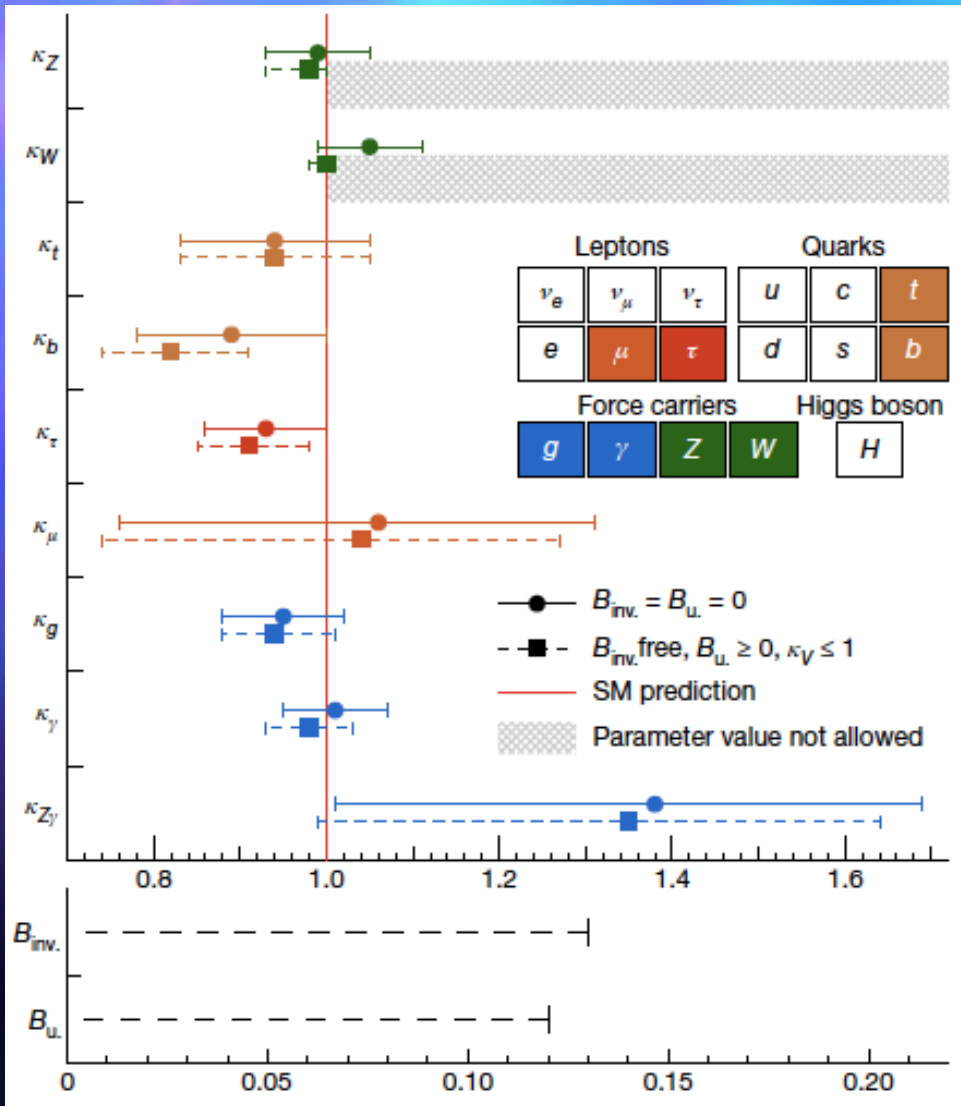 κZ
κW
κt
κb
κτ
κμ
κg
κγ
κZγ
Leptons Quarks
νe νμ ντ u c t
e μ τ d s b
Force carriers Higgs boson
g γ Z W H
Binv. = Bu. = 0
Binv. free, Bu. ≥ 0, κV ≤ 1
SM prediction
Parameter value not allowed
0.8 1.0 1.2 1.4 1.6
Binv.
Bu.
0 0.05 0.10 0.15 0.20